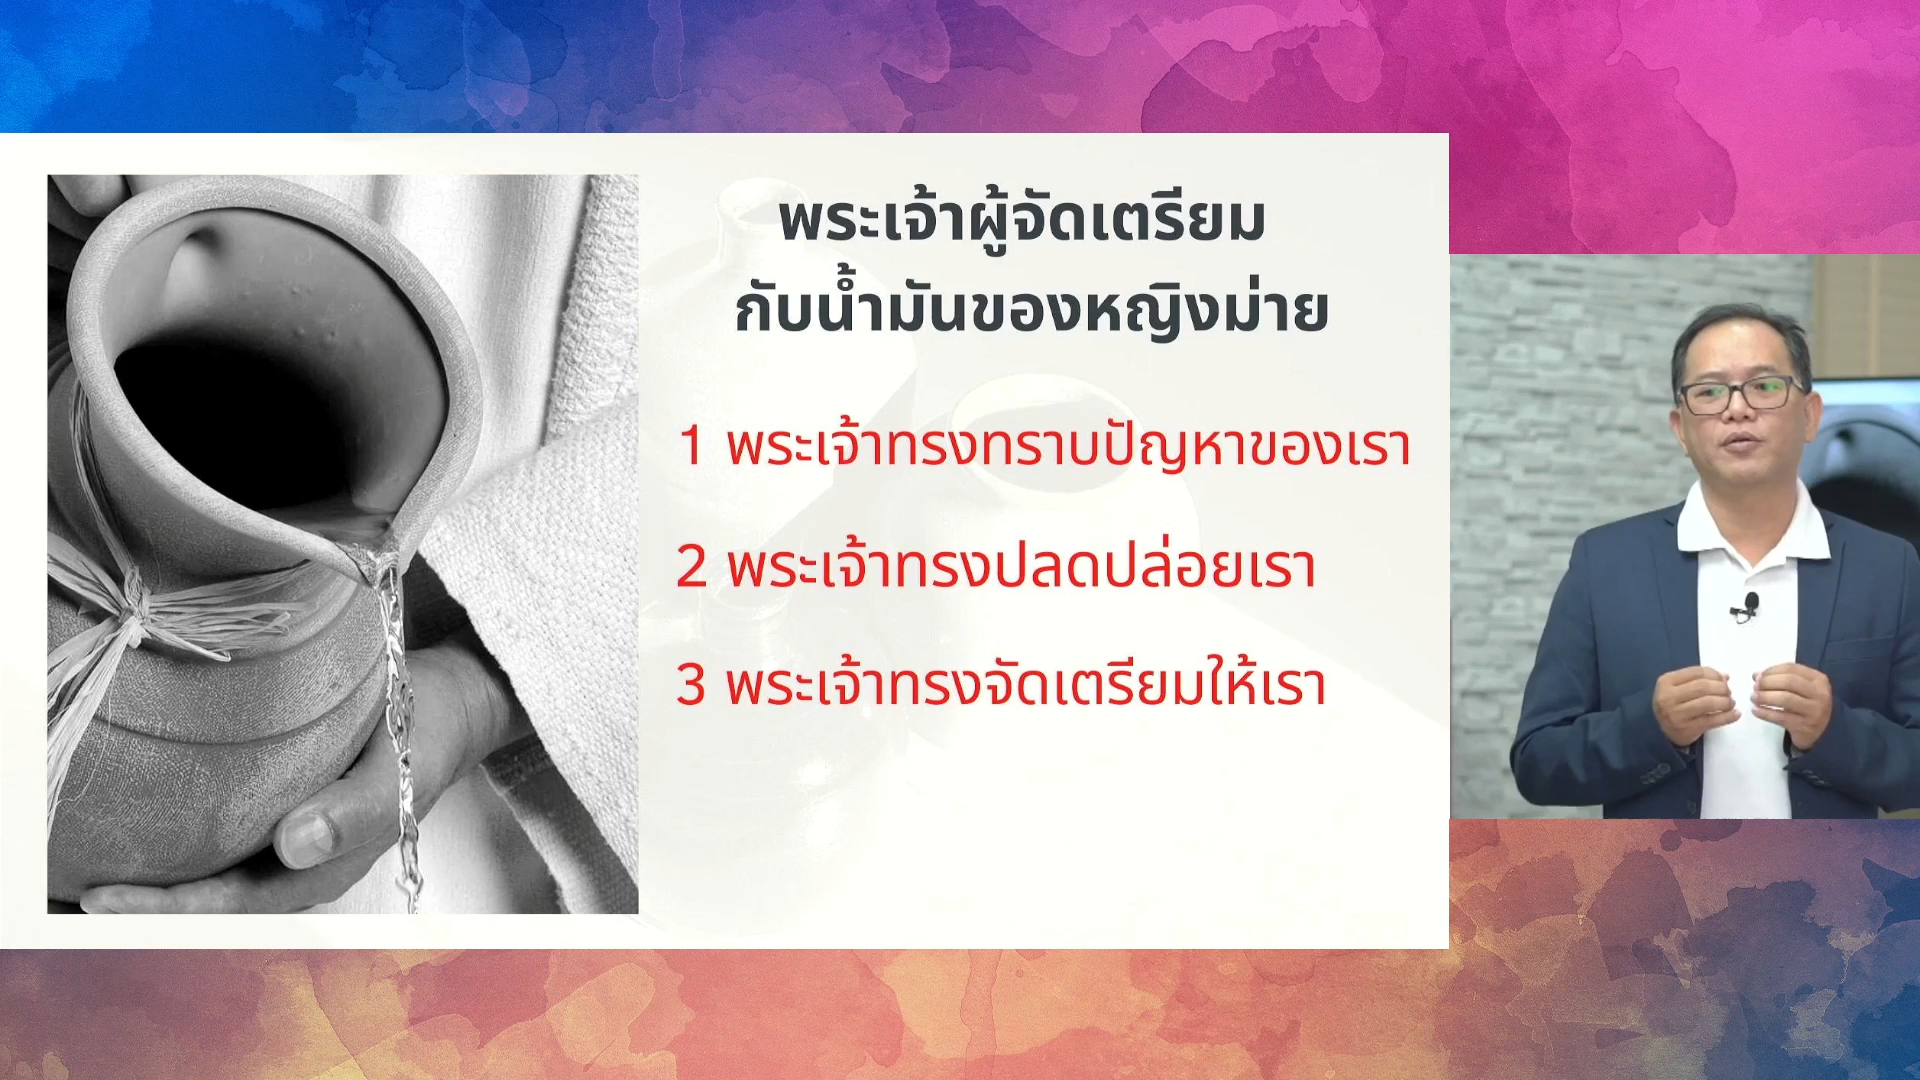 พระเจ้าผู้จัดเตรียม
กับน้ำมันของหญิงม่าย
1 พระเจ้าทรงทราบปัญหาของเรา
2 พระเจ้าทรงปลดปล่อยเรา
3 พระเจ้าทรงจัดเตรียมให้เรา